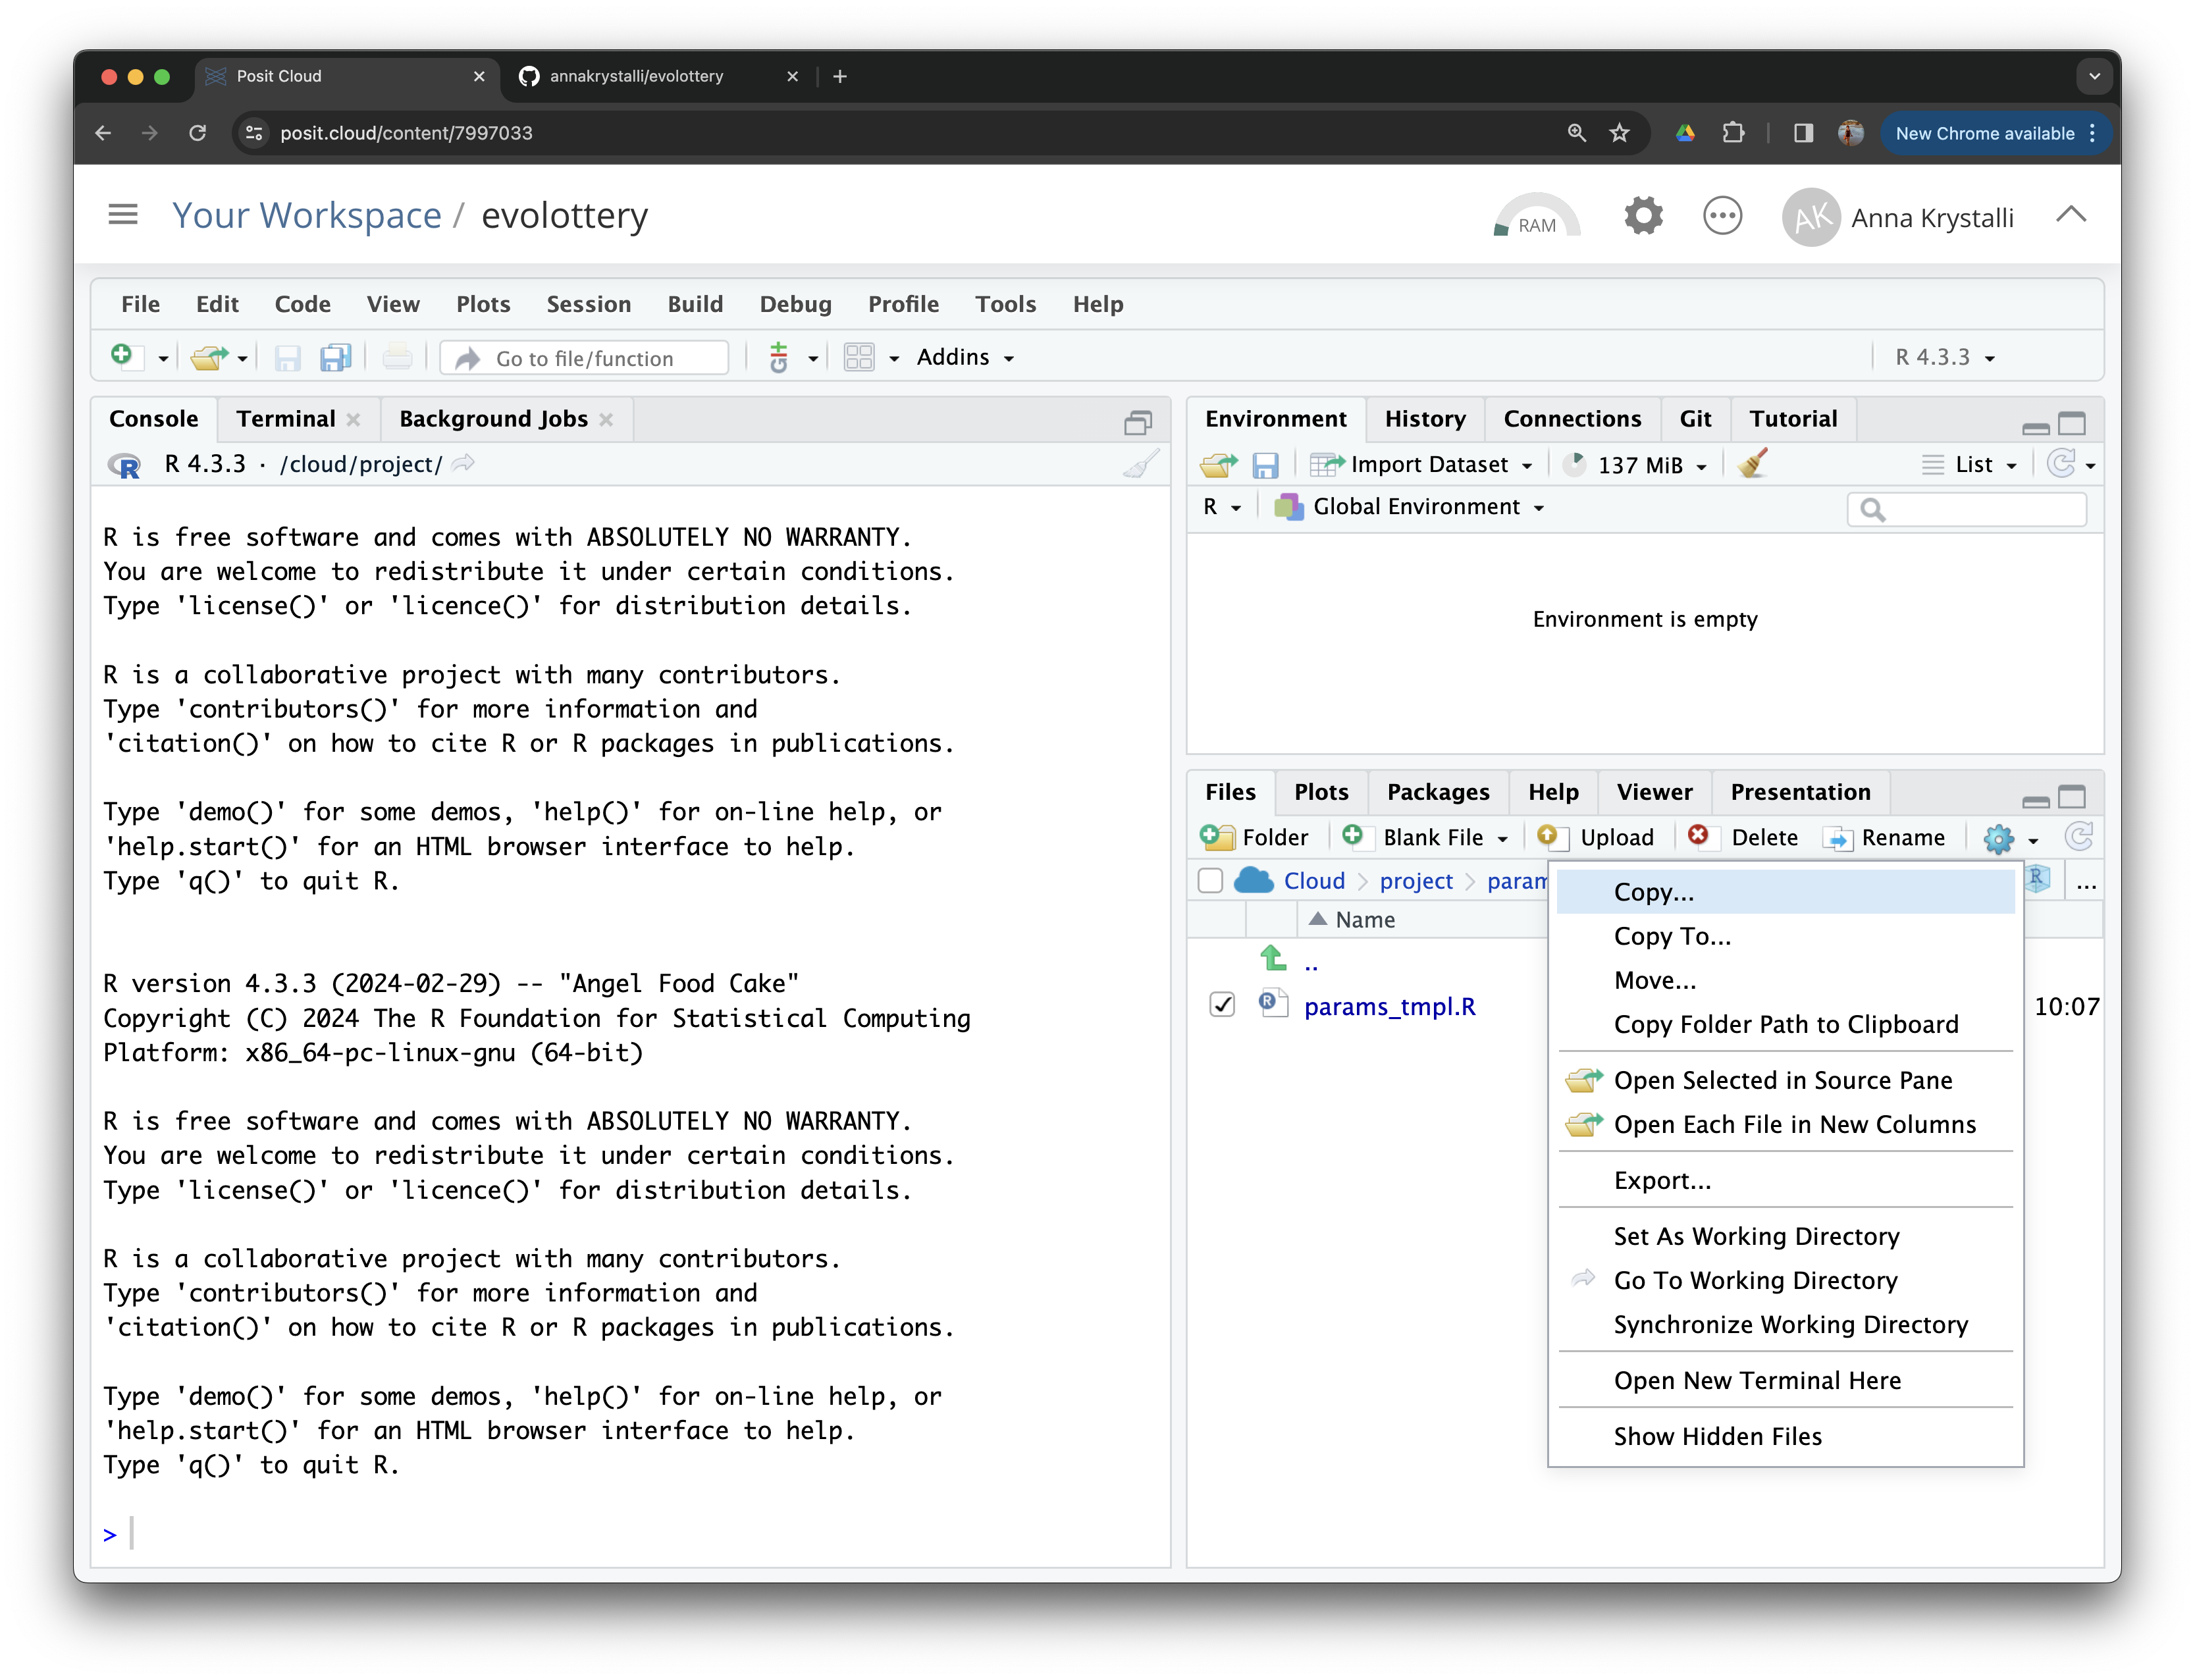 Posit Cloud
annakrystalli/evolottery
posit.cloud/content/7997033
New Chrome available
Your Workspace / evolottery
RAM
AK
Anna Krystalli
File Edit Code View Plots Session Build Debug Profile Tools Help
Go to file/function
Addins
R 4.3.3
Console Terminal Background Jobs
R 4.3.3 · /cloud/project/
R is free software and comes with ABSOLUTELY NO WARRANTY.
You are welcome to redistribute it under certain conditions.
Type 'license()' or 'licence()' for distribution details.
R is a collaborative project with many contributors.
Type 'contributors()' for more information and
'citation()' on how to cite R or R packages in publications.
Type 'demo()' for some demos, 'help()' for on-line help, or
'help.start()' for an HTML browser interface to help.
Type 'q()' to quit R.
R version 4.3.3 (2024-02-29) -- "Angel Food Cake"
Copyright (C) 2024 The R Foundation for Statistical Computing
Platform: x86_64-pc-linux-gnu (64-bit)
R is free software and comes with ABSOLUTELY NO WARRANTY.
You are welcome to redistribute it under certain conditions.
Type 'license()' or 'licence()' for distribution details.
R is a collaborative project with many contributors.
Type 'contributors()' for more information and
'citation()' on how to cite R or R packages in publications.
Type 'demo()' for some demos, 'help()' for on-line help, or
'help.start()' for an HTML browser interface to help.
Type 'q()' to quit R.
>
Environment History Connections Git Tutorial
Import Dataset 137 MiB List
R Global Environment
Environment is empty
Files Plots Packages Help Viewer Presentation
Folder Blank File Upload Delete Rename
Cloud > project > param
R ...
Name
..
params_tmpl.R
10:07
Copy...
Copy To...
Move...
Copy Folder Path to Clipboard
Open Selected in Source Pane
Open Each File in New Columns
Export...
Set As Working Directory
Go To Working Directory
Synchronize Working Directory
Open New Terminal Here
Show Hidden Files